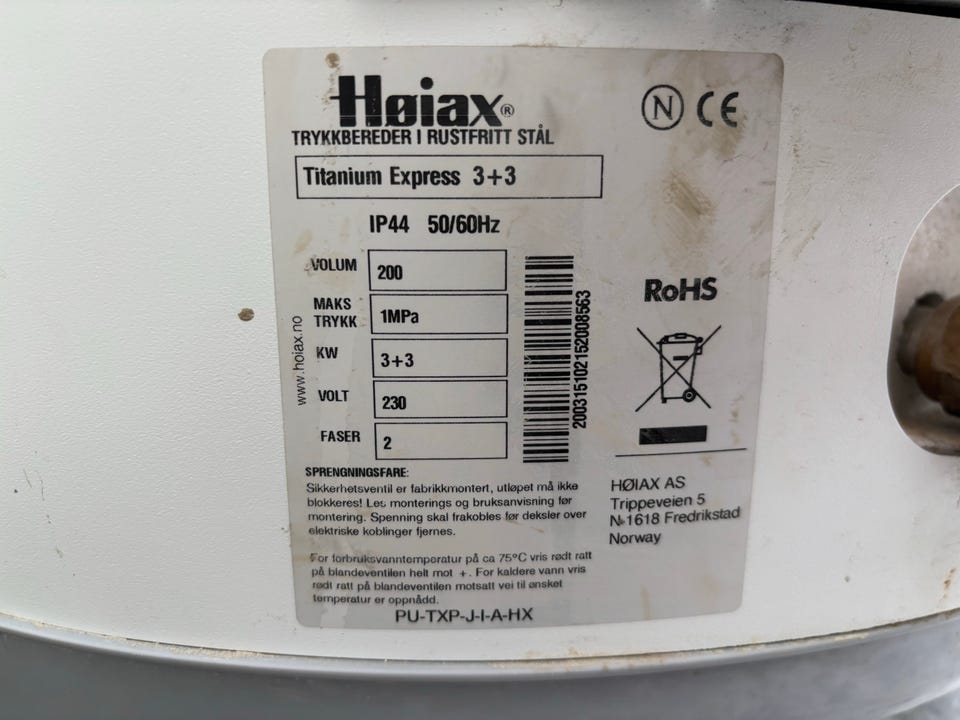 Høiax®
TRYKKBEREDER I RUSTFRITT STÅL
Titanium Express 3+3
IP44 50/60Hz
VOLUM 200
MAKS TRYKK 1MPa
KW 3+3
VOLT 230
FASER 2
www.hoiax.no
200315102152008563
N CE
RoHS
SPRENGNINGSFARE:
Sikkerhetsventil er fabrikkmontert, utløpet må ikke
blokkeres! Les monterings og bruksanvisning før
montering. Spenning skal frakobles før deksler over
elektriske koblinger fjernes.
For forbruksvanntemperatur på ca 75°C vris rødt ratt
på blandeventilen helt mot +. For kaldere vann vris
rødt ratt på blandeventilen motsatt vei til ønsket
temperatur er oppnådd.
PU-TXP-J-I-A-HX
HØIAX AS
Trippeveien 5
N-1618 Fredrikstad
Norway